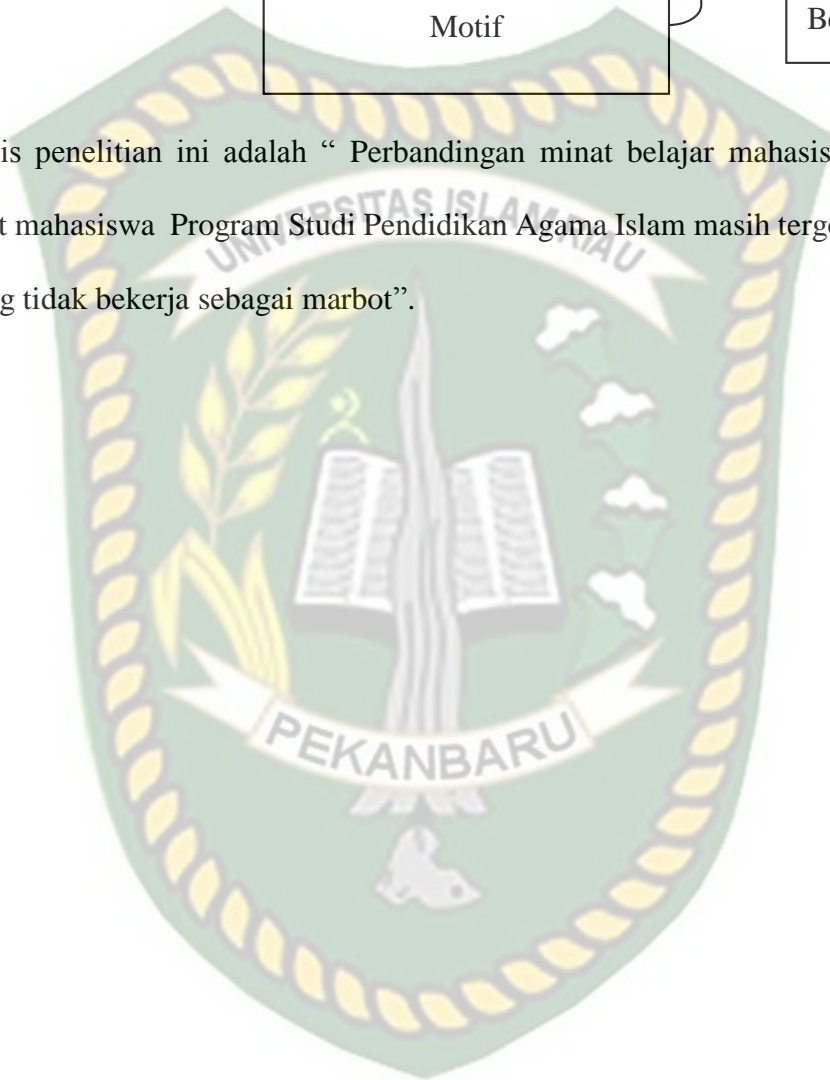 Motif
is penelitian ini adalah “ Perbandingan minat belajar mahasis
t mahasiswa Program Studi Pendidikan Agama Islam masih terg
g tidak bekerja sebagai marbot”.
UNIVERSITAS ISLAM RIAU
PEKANBARU